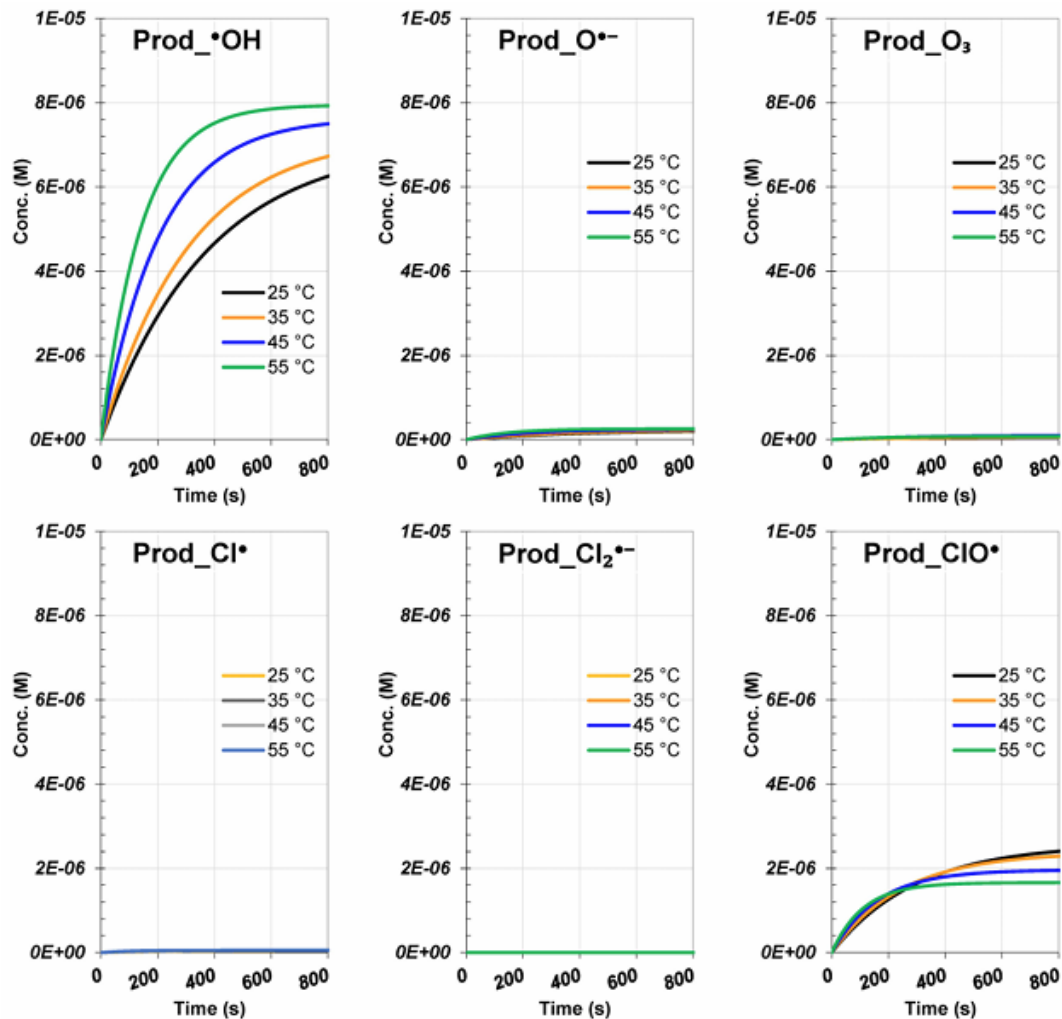 Prod_•OH
Conc. (M)
1E-05
8E-06
6E-06
4E-06
2E-06
0E+00
25 °C
35 °C
45 °C
55 °C
0
200
400
600
800
Time (s)
Prod_O•−
Conc. (M)
1E-05
8E-06
6E-06
4E-06
2E-06
0E+00
25 °C
35 °C
45 °C
55 °C
0
200
400
600
800
Time (s)
Prod_O₃
Conc. (M)
1E-05
8E-06
6E-06
4E-06
2E-06
0E+00
25 °C
35 °C
45 °C
55 °C
0
200
400
600
800
Time (s)
Prod_Cl•
Conc. (M)
1E-05
8E-06
6E-06
4E-06
2E-06
0E+00
25 °C
35 °C
45 °C
55 °C
0
200
400
600
800
Time (s)
Prod_Cl₂•−
Conc. (M)
1E-05
8E-06
6E-06
4E-06
2E-06
0E+00
25 °C
35 °C
45 °C
55 °C
0
200
400
600
800
Time (s)
Prod_ClO•
Conc. (M)
1E-05
8E-06
6E-06
4E-06
2E-06
0E+00
25 °C
35 °C
45 °C
55 °C
0
200
400
600
800
Time (s)